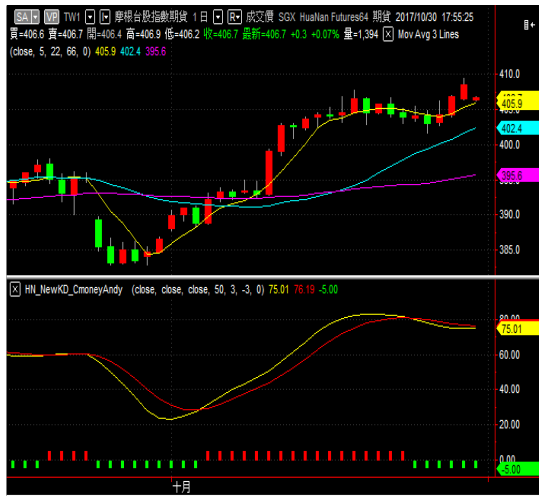 SA VP TW1 I 摩根台股指數期貨 1日 R 成交價 SGX HuaNan Futures64 期貨 2017/10/30 17:55:25
買=406.6 賣=406.7 開=406.4 高=406.9 低=406.2 收=406.7 最新=406.7 +0.3 +0.07% 量=1,394 X Mov Avg 3 Lines
(close, 5, 22, 66, 0) 405.9 402.4 395.6
410.0
405.9
402.4
400.0
395.6
390.0
385.0
X HN_NewKD_CmoneyAndy (close, close, close, 50, 3, -3, 0) 75.01 76.19 -5.00
80.00
75.01
60.00
40.00
20.00
0.00
-5.00
十月